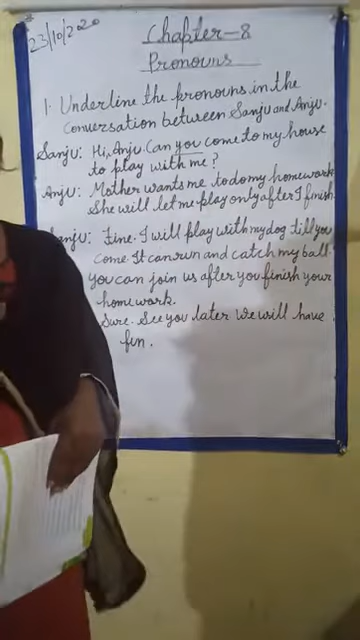 23/10/2020
Chapter-8
Pronouns
1. Underline the pronouns in the
conversation between Sanju and Anju.
Sanju: Hi, Anju. Can you come to my house
to play with me?
Anju: Mother wants me to do my homework
She will let me play only after I finish.
Sanju: Fine. I will play with my dog till you
come. It can run and catch my ball.
you can join us after you finish your
homework.
Sure. See you later We will have
fun.